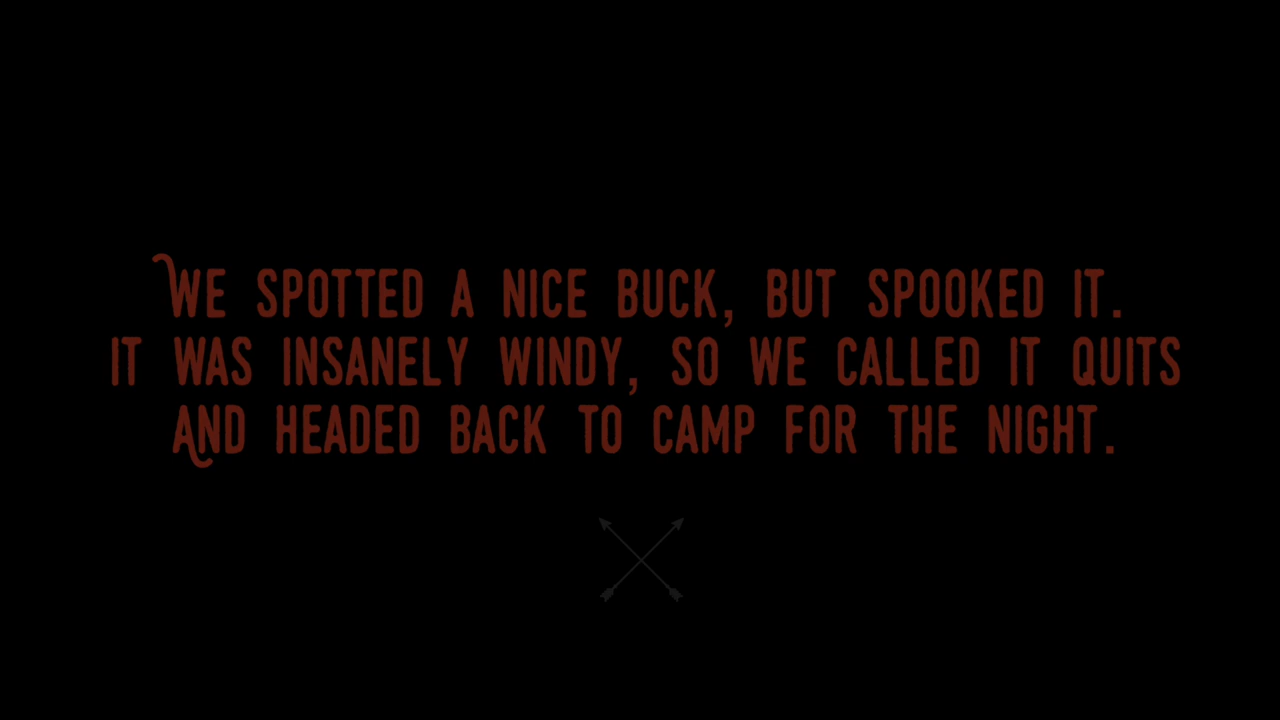 We spotted a nice buck, but spooked it.
It was insanely windy, so we called it quits
and headed back to camp for the night.